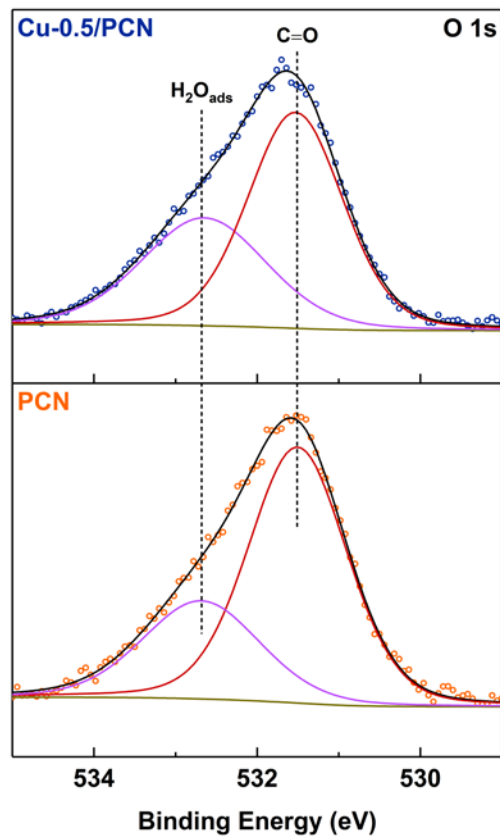 Cu-0.5/PCN
O 1s
C=O
H₂Oₐdₛ
PCN
534
532
530
Binding Energy (eV)